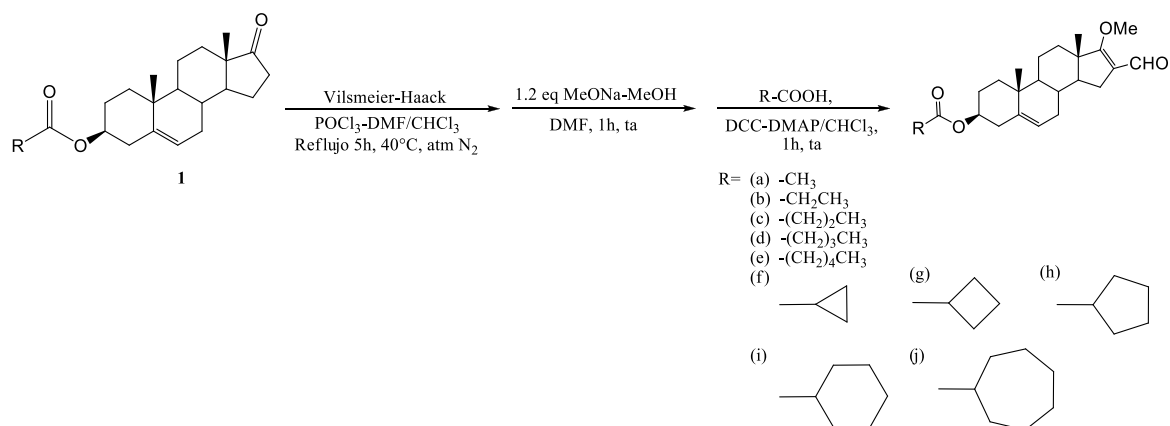 O
O
R
O
1
Vilsmeier-Haack
POCl3-DMF/CHCl3
Reflujo 5h, 40°C, atm N2
1.2 eq MeONa-MeOH
DMF, 1h, ta
R-COOH,
DCC-DMAP/CHCl3,
1h, ta
OMe
CHO
O
R
O
R= (a) -CH3
(b) -CH2CH3
(c) -(CH2)2CH3
(d) -(CH2)3CH3
(e) -(CH2)4CH3
(f)
(g)
(h)
(i)
(j)